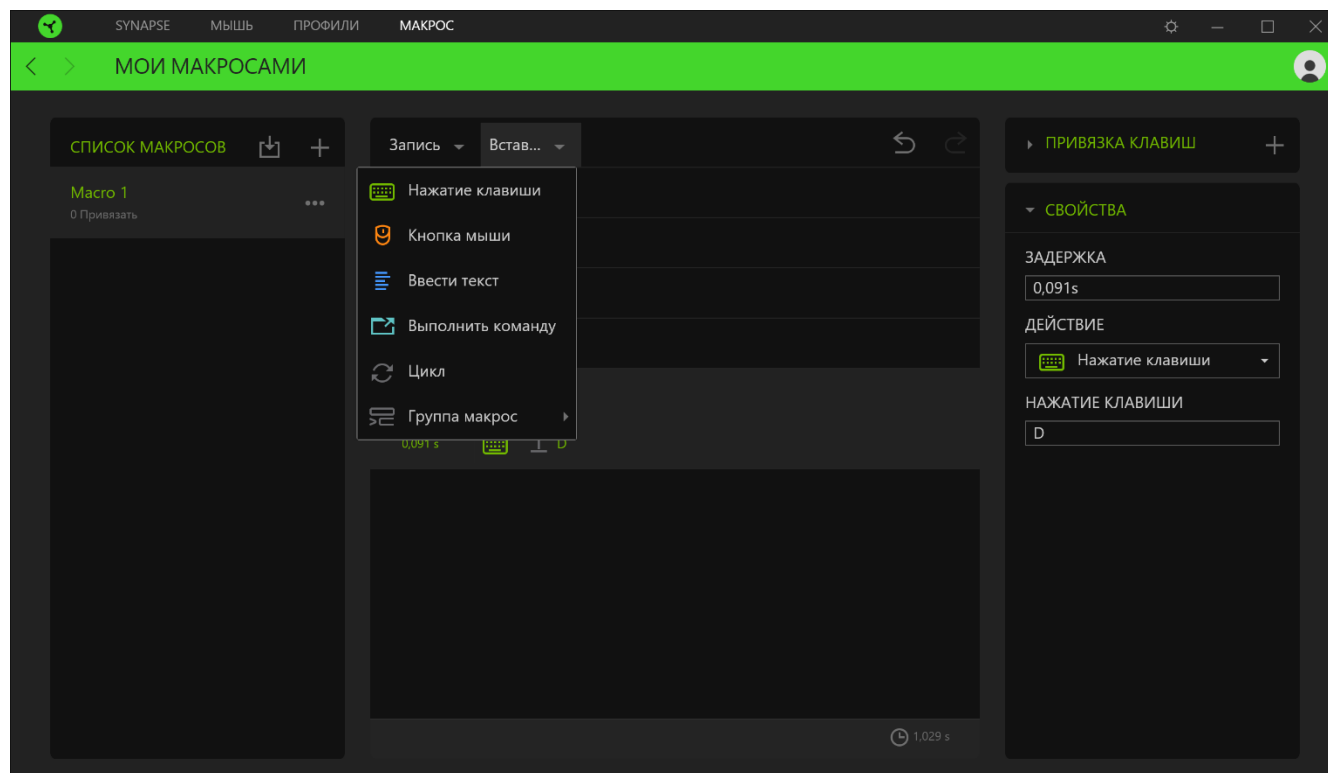 SYNAPSE МЫШЬ ПРОФИЛИ МАКРОС
МОИ МАКРОСАМИ
СПИСОК МАКРОСОВ
Macro 1
0 Привязать
Запись Встав...
Нажатие клавиши
Кнопка мыши
Ввести текст
Выполнить команду
Цикл
Группа макрос
0,091 s D
1,029 s
ПРИВЯЗКА КЛАВИШ
СВОЙСТВА
ЗАДЕРЖКА
0,091s
ДЕЙСТВИЕ
Нажатие клавиши
НАЖАТИЕ КЛАВИШИ
D